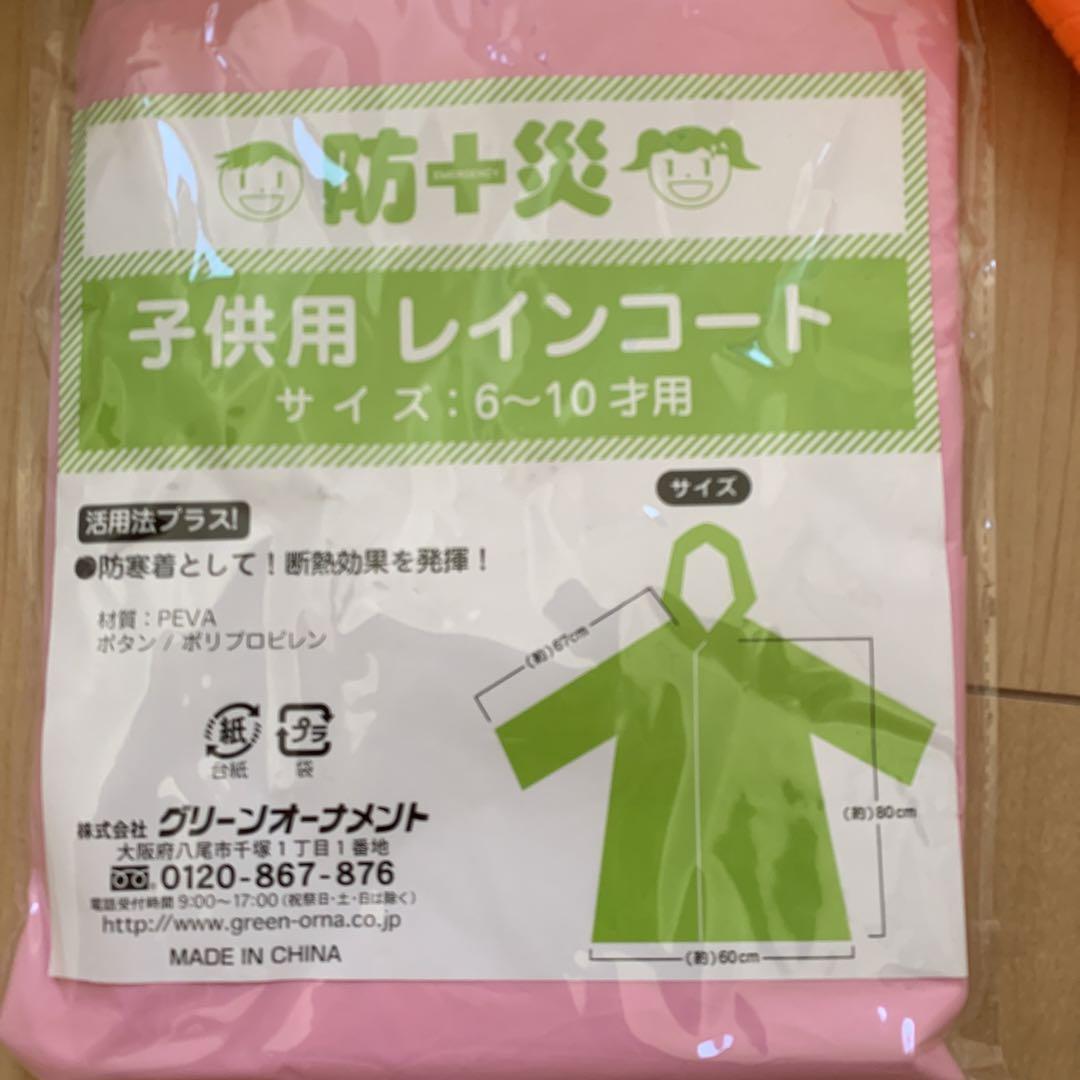 防十災
EMERGENCY
子供用 レインコート
サイズ：6～10才用
活用法プラス!
●防寒着として！断熱効果を発揮！
材質：PEVA
ボタン / ポリプロピレン
紙
台紙
プラ
袋
株式会社 グリーンオーナメント
大阪府八尾市千塚1丁目1番地
0120-867-876
電話受付時間 9:00～17:00 (祝祭日・土・日は除く)
http://www.green-orna.co.jp
MADE IN CHINA
サイズ
(約)67cm
(約)80cm
(約)60cm